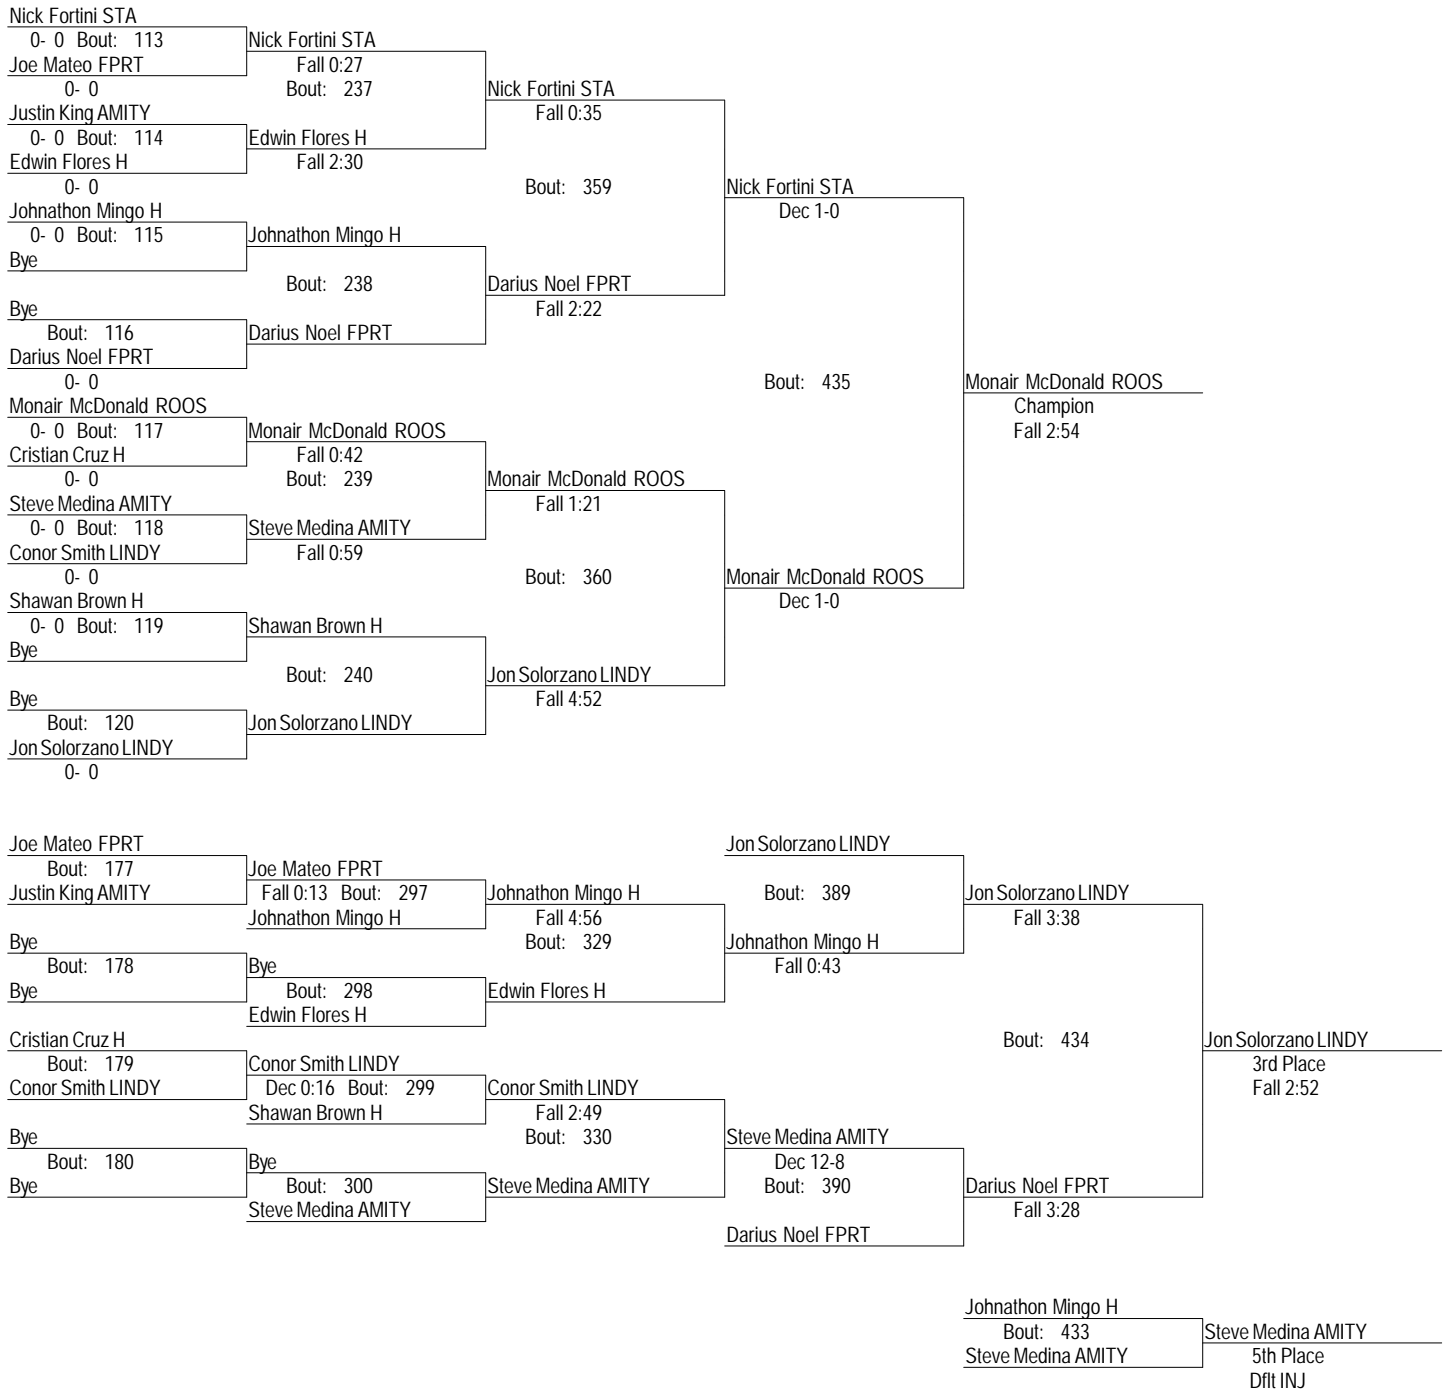 Nick Fortini STA
0- 0 Bout: 113
Nick Fortini STA
Joe Mateo FPRT
Fall 0:27
0- 0
Bout: 237
Nick Fortini STA
Justin King AMITY
Fall 0:35
0- 0 Bout: 114
Edwin Flores H
Edwin Flores H
Fall 2:30
0- 0
Bout: 359
Nick Fortini STA
Johnathon Mingo H
Dec 1-0
0- 0 Bout: 115
Johnathon Mingo H
Bye
Bout: 238
Darius Noel FPRT
Bye
Fall 2:22
Bout: 116
Darius Noel FPRT
Darius Noel FPRT
0- 0
Bout: 435
Monair McDonald ROOS
Monair McDonald ROOS
Champion
0- 0 Bout: 117
Monair McDonald ROOS
Fall 2:54
Cristian Cruz H
Fall 0:42
0- 0
Bout: 239
Monair McDonald ROOS
Steve Medina AMITY
Fall 1:21
0- 0 Bout: 118
Steve Medina AMITY
Conor Smith LINDY
Fall 0:59
0- 0
Bout: 360
Monair McDonald ROOS
Shawan Brown H
Dec 1-0
0- 0 Bout: 119
Shawan Brown H
Bye
Bout: 240
Jon Solorzano LINDY
Bye
Fall 4:52
Bout: 120
Jon Solorzano LINDY
Jon Solorzano LINDY
0- 0
Joe Mateo FPRT
Jon Solorzano LINDY
Bout: 177
Joe Mateo FPRT
Justin King AMITY
Fall 0:13 Bout: 297
Johnathon Mingo H
Bout: 389
Jon Solorzano LINDY
Johnathon Mingo H
Fall 4:56
Fall 3:38
Bye
Bout: 329
Johnathon Mingo H
Bout: 178
Bye
Fall 0:43
Bye
Bout: 298
Edwin Flores H
Edwin Flores H
Cristian Cruz H
Bout: 434
Jon Solorzano LINDY
Bout: 179
Conor Smith LINDY
3rd Place
Conor Smith LINDY
Dec 0:16 Bout: 299
Conor Smith LINDY
Fall 2:52
Shawan Brown H
Fall 2:49
Bye
Bout: 330
Steve Medina AMITY
Bout: 180
Bye
Dec 12-8
Bye
Bout: 300
Steve Medina AMITY
Bout: 390
Darius Noel FPRT
Steve Medina AMITY
Fall 3:28
Darius Noel FPRT
Johnathon Mingo H
Bout: 433
Steve Medina AMITY
Steve Medina AMITY
5th Place
Dflt INJ